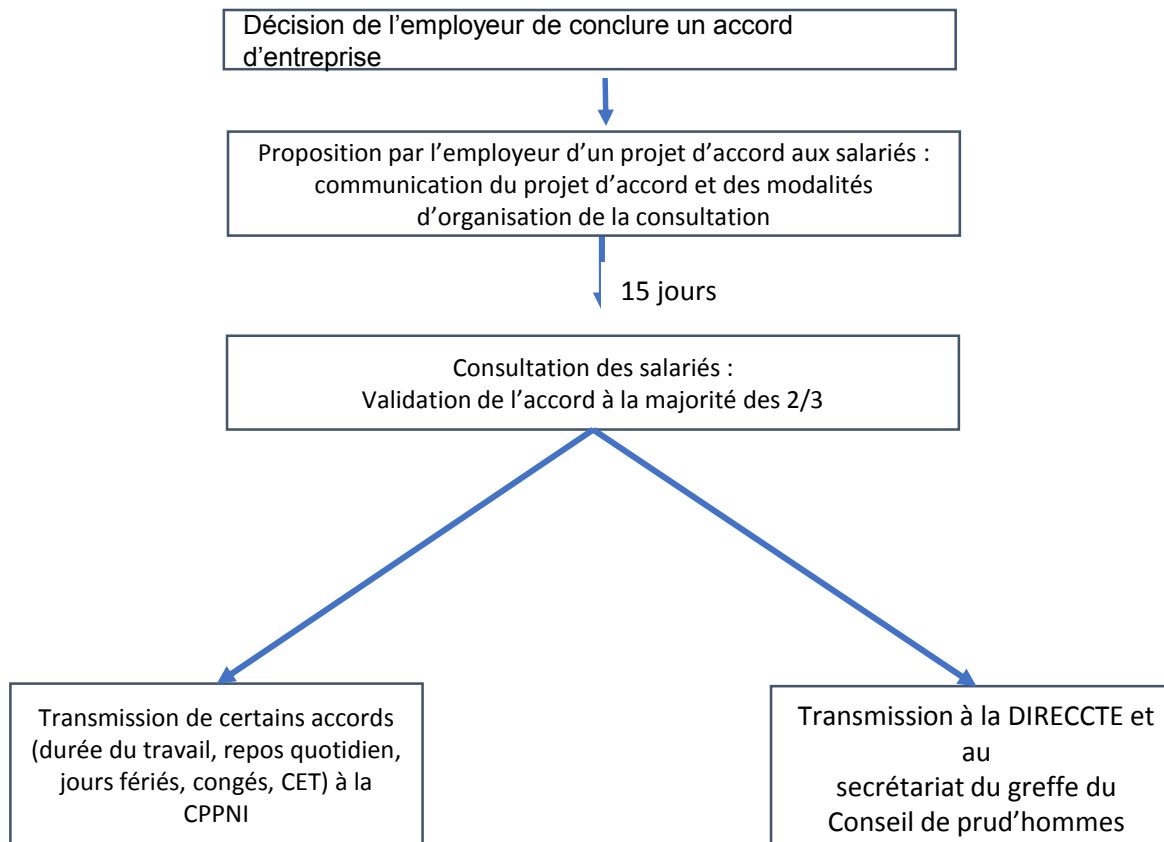 Décision de l’employeur de conclure un accord
d’entreprise
Proposition par l’employeur d’un projet d’accord aux salariés :
communication du projet d’accord et des modalités
d’organisation de la consultation
15 jours
Consultation des salariés :
Validation de l’accord à la majorité des 2/3
Transmission de certains accords
(durée du travail, repos quotidien,
jours fériés, congés, CET) à la
CPPNI
Transmission à la DIRECCTE et
au
secrétariat du greffe du
Conseil de prud’hommes